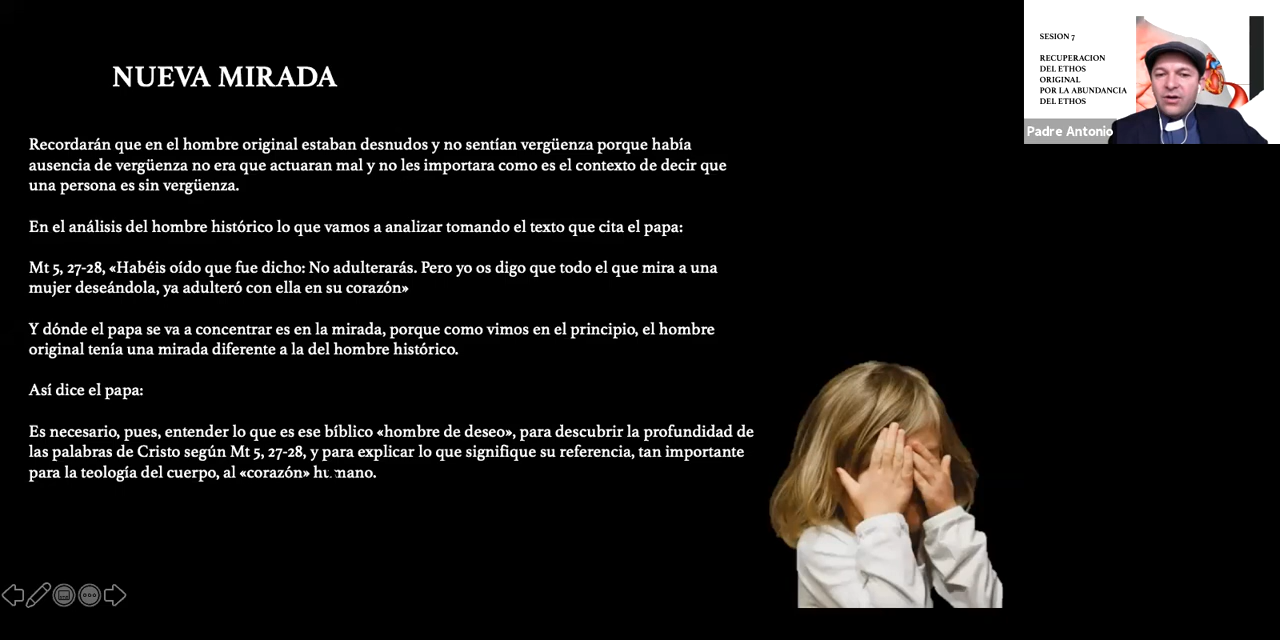 NUEVA MIRADA
Recordarán que en el hombre original estaban desnudos y no sentían vergüenza porque había
ausencia de vergüenza no era que actuaran mal y no les importara como es el contexto de decir que
una persona es sin vergüenza.
En el análisis del hombre histórico lo que vamos a analizar tomando el texto que cita el papa:
Mt 5, 27-28, «Habéis oído que fue dicho: No adulterarás. Pero yo os digo que todo el que mira a una
mujer deseándola, ya adulteró con ella en su corazón»
Y dónde el papa se va a concentrar es en la mirada, porque como vimos en el principio, el hombre
original tenía una mirada diferente a la del hombre histórico.
Así dice el papa:
Es necesario, pues, entender lo que es ese bíblico «hombre de deseo», para descubrir la profundidad de
las palabras de Cristo según Mt 5, 27-28, y para explicar lo que signifique su referencia, tan importante
para la teología del cuerpo, al «corazón» humano.
SESION 7
RECUPERACION
DEL ETHOS
ORIGINAL
POR LA ABUNDANCIA
DEL ETHOS
Padre Antonio